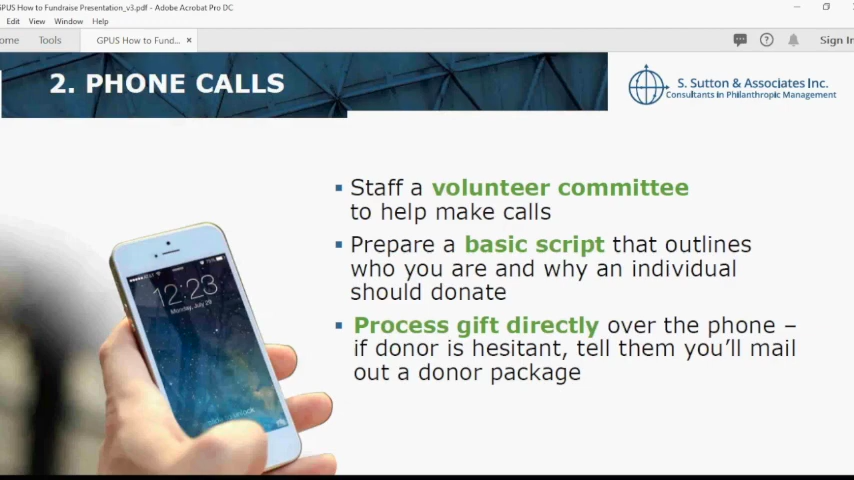 GPUS How to Fundraise Presentation_v3.pdf - Adobe Acrobat Pro DC
Edit View Window Help
ome Tools GPUS How to Fund... × Sign In
2. PHONE CALLS
S. Sutton & Associates Inc.
Consultants in Philanthropic Management
▪ Staff a volunteer committee
to help make calls
▪ Prepare a basic script that outlines
who you are and why an individual
should donate
▪ Process gift directly over the phone –
if donor is hesitant, tell them you'll mail
out a donor package
12:23
Monday, July 28